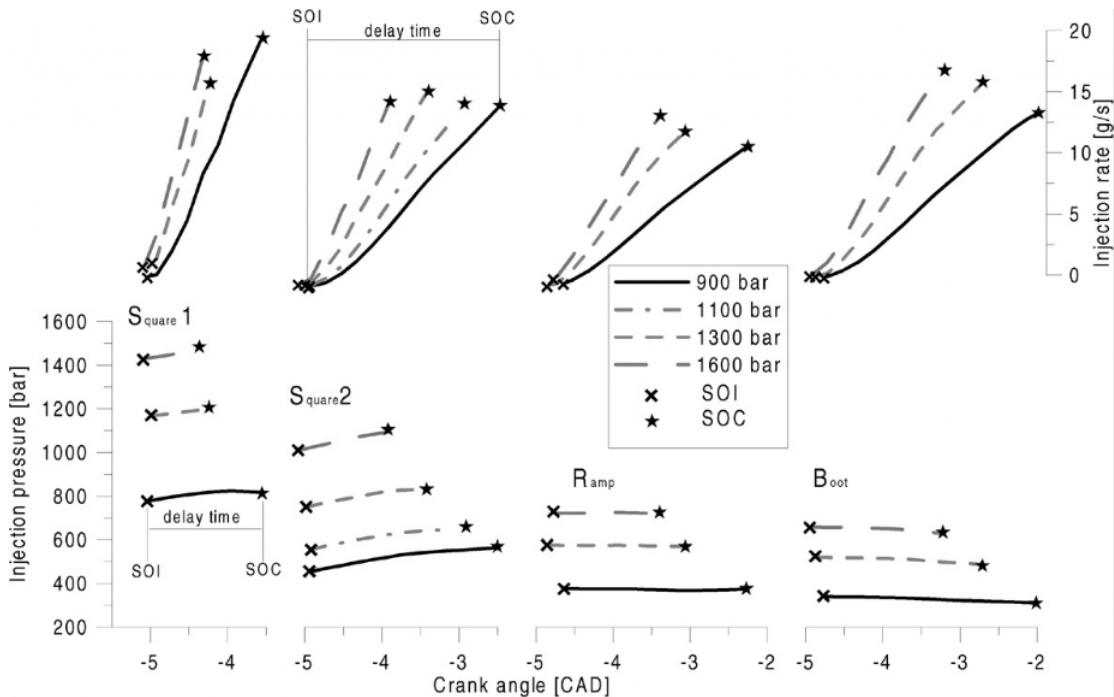 SOI SOC
delay time
20
15
10
5
0
Injection rate [g/s]
900 bar
1100 bar
1300 bar
1600 bar
SOI
SOC
Square 1
Square2
Ramp
Boot
1600
1400
1200
1000
800
600
400
200
Injection pressure [bar]
delay time
SOI SOC
-5 -4 -5 -4 -3 -5 -4 -3 -2 -5 -4 -3 -2
Crank angle [CAD]